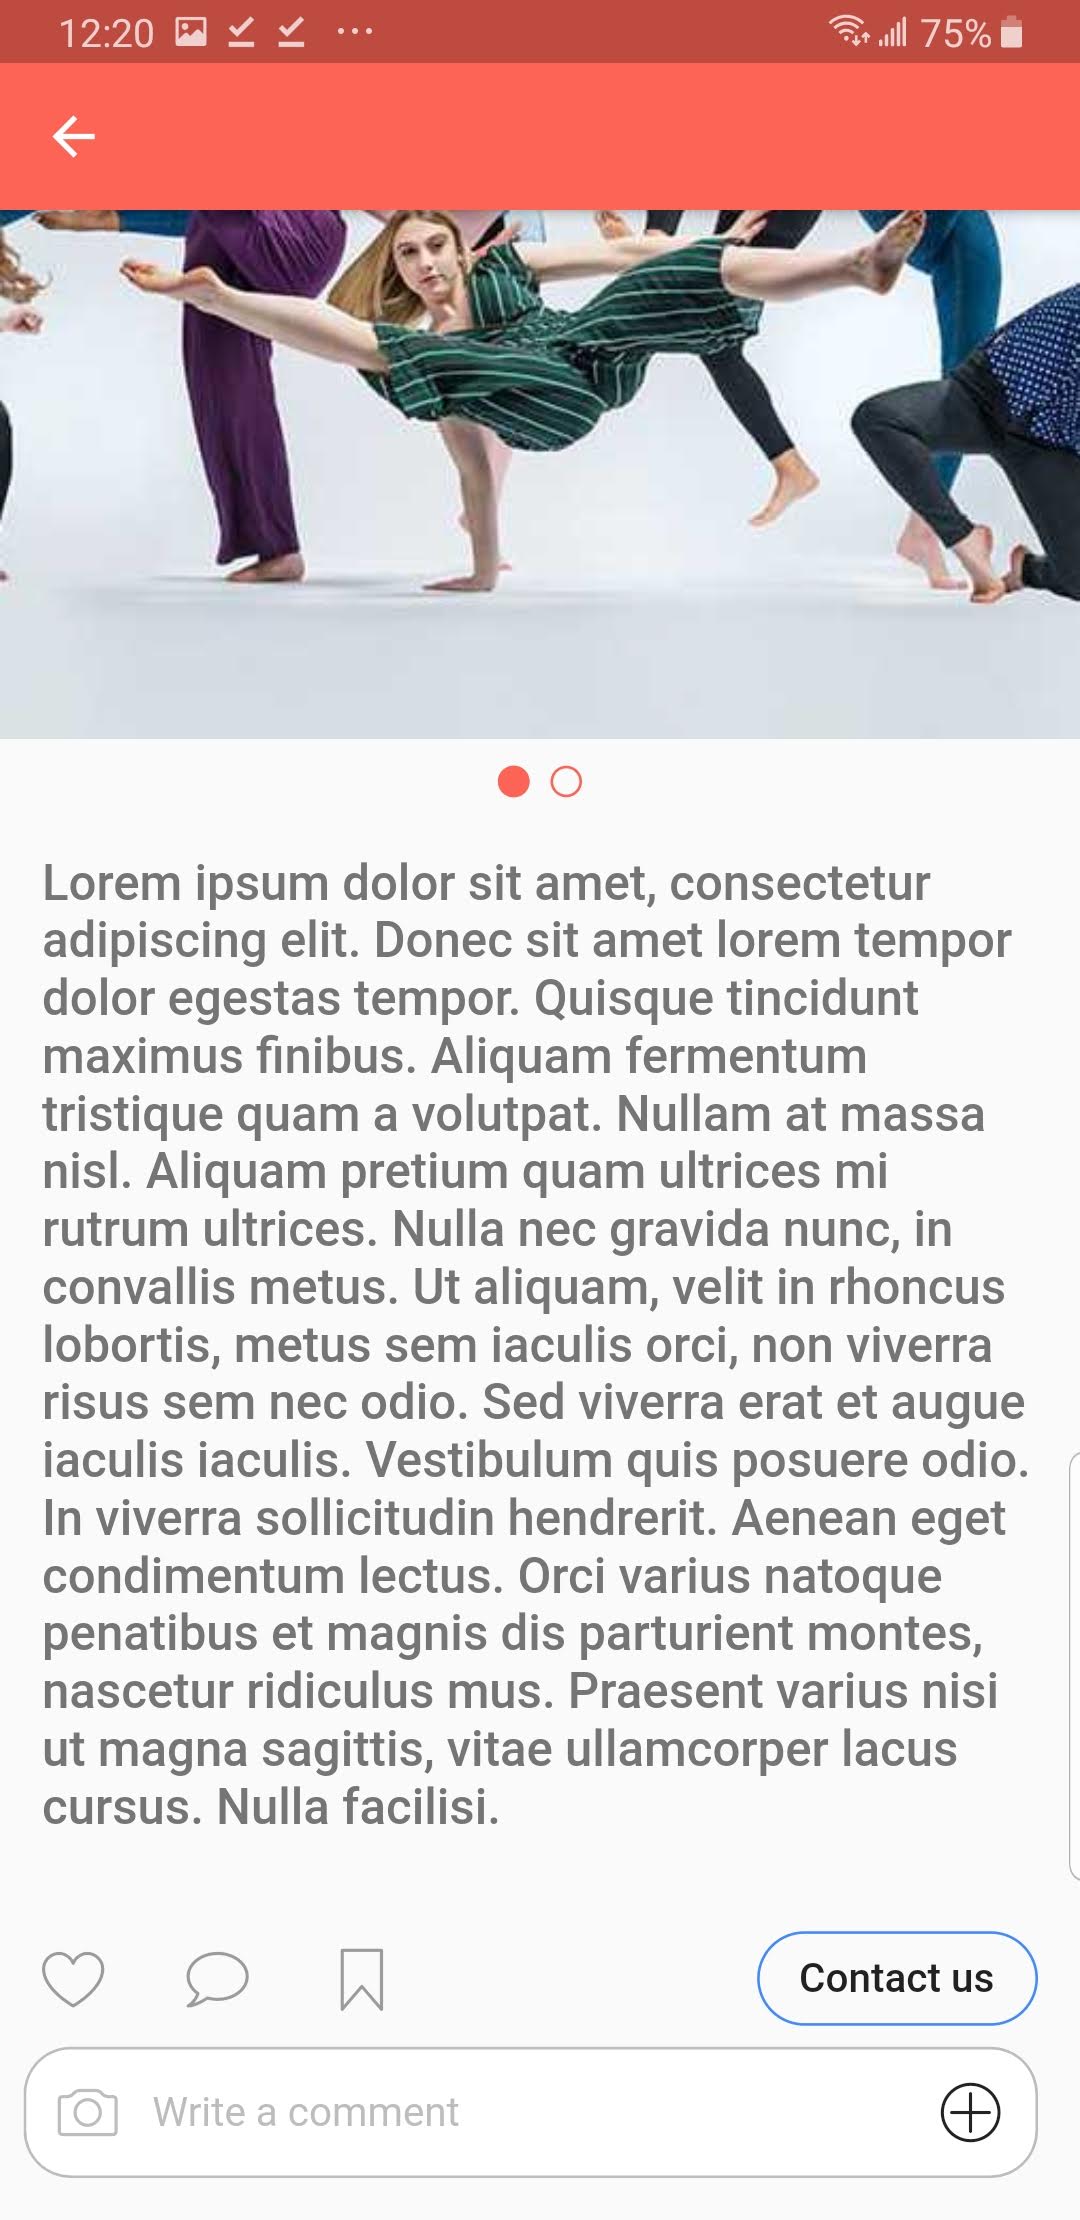 12:20 75%
Lorem ipsum dolor sit amet, consectetur
adipiscing elit. Donec sit amet lorem tempor
dolor egestas tempor. Quisque tincidunt
maximus finibus. Aliquam fermentum
tristique quam a volutpat. Nullam at massa
nisl. Aliquam pretium quam ultrices mi
rutrum ultrices. Nulla nec gravida nunc, in
convallis metus. Ut aliquam, velit in rhoncus
lobortis, metus sem iaculis orci, non viverra
risus sem nec odio. Sed viverra erat et augue
iaculis iaculis. Vestibulum quis posuere odio.
In viverra sollicitudin hendrerit. Aenean eget
condimentum lectus. Orci varius natoque
penatibus et magnis dis parturient montes,
nascetur ridiculus mus. Praesent varius nisi
ut magna sagittis, vitae ullamcorper lacus
cursus. Nulla facilisi.
Contact us
Write a comment